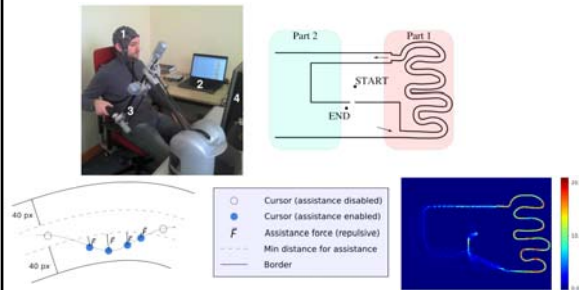 1
2
3
4
Part 2
Part 1
START
END
40 px
40 px
F
F
F
F
Cursor (assistance disabled)
Cursor (assistance enabled)
F Assistance force (repulsive)
Min distance for assistance
Border